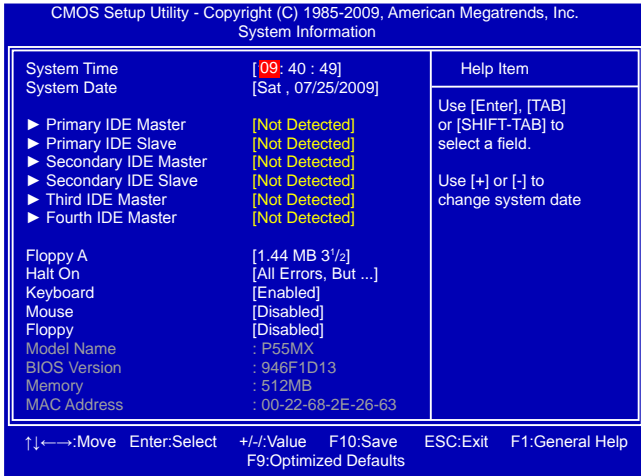 CMOS Setup Utility - Copyright (C) 1985-2009, American Megatrends, Inc.
System Information
System Time [ 09 : 40 : 49]
System Date [Sat , 07/25/2009]
► Primary IDE Master [Not Detected]
► Primary IDE Slave [Not Detected]
► Secondary IDE Master [Not Detected]
► Secondary IDE Slave [Not Detected]
► Third IDE Master [Not Detected]
► Fourth IDE Master [Not Detected]
Floppy A [1.44 MB 3¹/₂]
Halt On [All Errors, But ...]
Keyboard [Enabled]
Mouse [Disabled]
Floppy [Disabled]
Model Name : P55MX
BIOS Version : 946F1D13
Memory : 512MB
MAC Address : 00-22-68-2E-26-63
Help Item
Use [Enter], [TAB]
or [SHIFT-TAB] to
select a field.
Use [+] or [-] to
change system date
↑↓←→:Move Enter:Select +/-/:Value F10:Save ESC:Exit F1:General Help
F9:Optimized Defaults